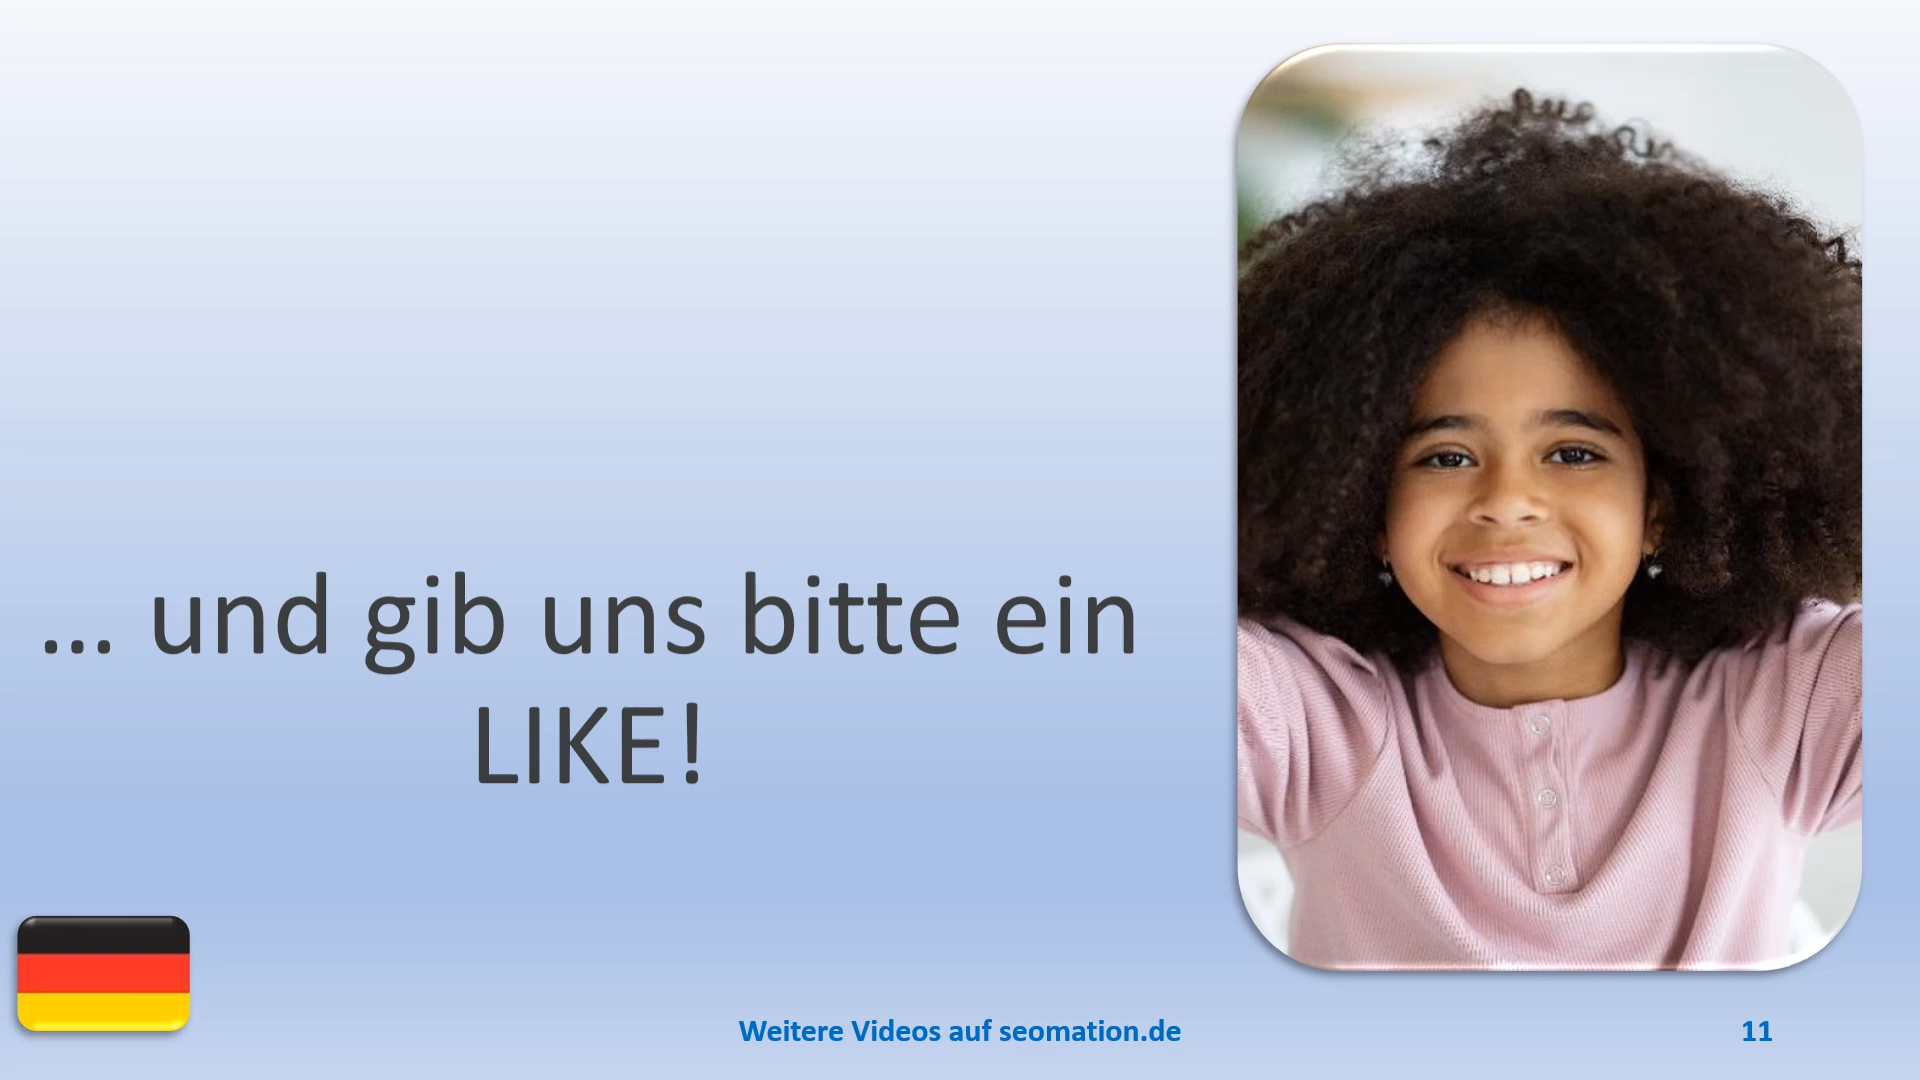 ... und gib uns bitte ein
LIKE!
Weitere Videos auf seomation.de
11